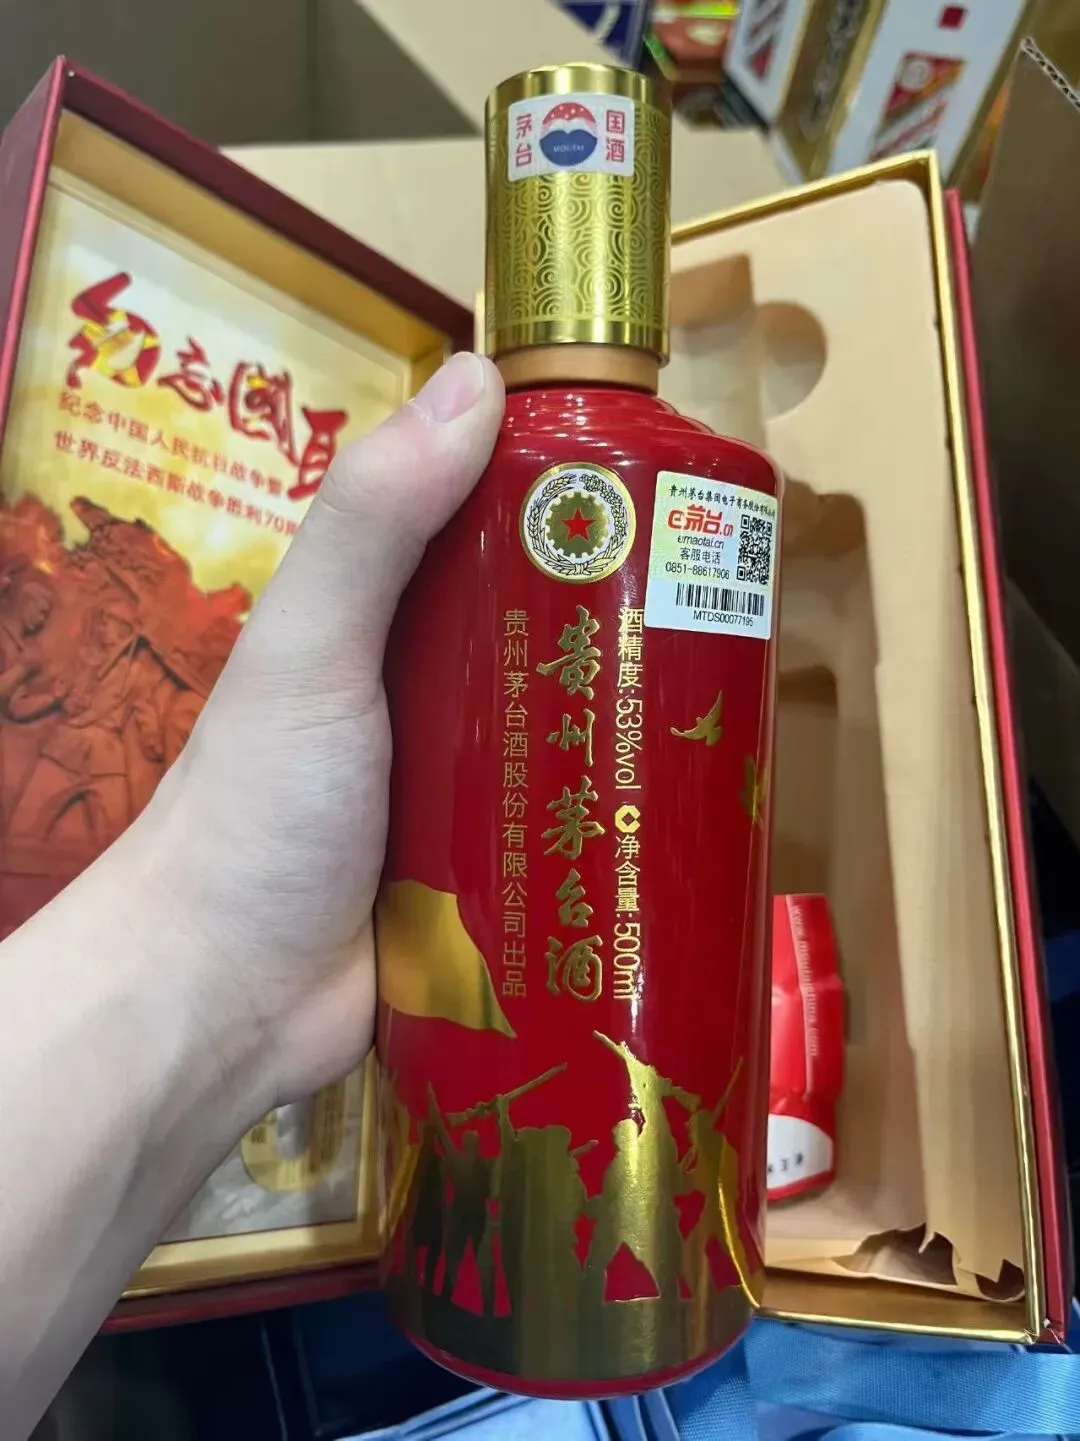 国酒
茅台
MOUTAI
贵州茅台集团电子商务股份有限公司
e茅台.cn
emaotai.cn
客服电话
0851-88617906
MTDS00077195
酒精度:53%vol 净含量:500ml
贵州茅台酒
贵州茅台酒股份有限公司出品
勿忘國耻
纪念中国人民抗日战争暨
世界反法西斯战争胜利70周